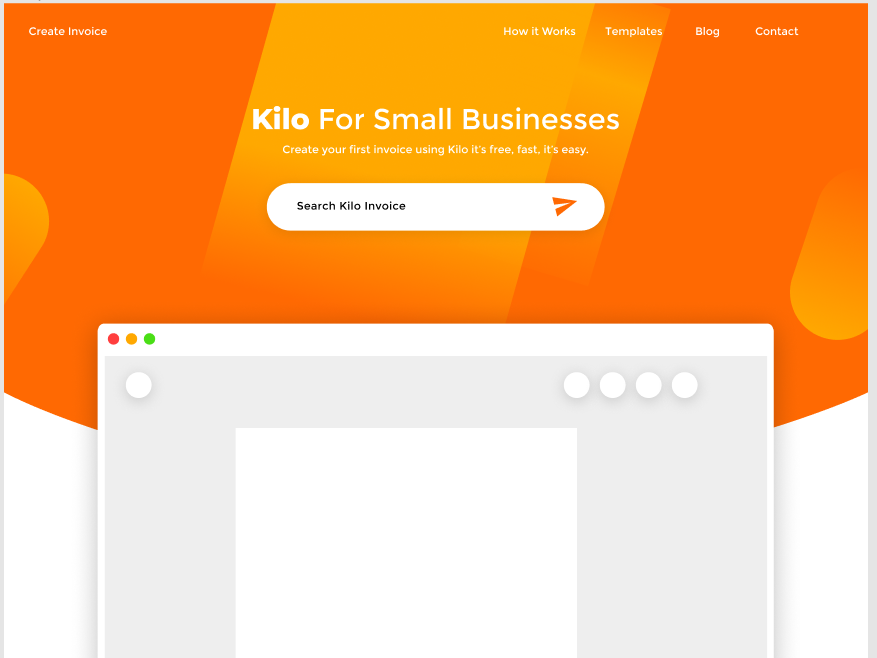 Create Invoice
How it Works
Templates
Blog
Contact
Kilo For Small Businesses
Create your first invoice using Kilo it's free, fast, it's easy.
Search Kilo Invoice